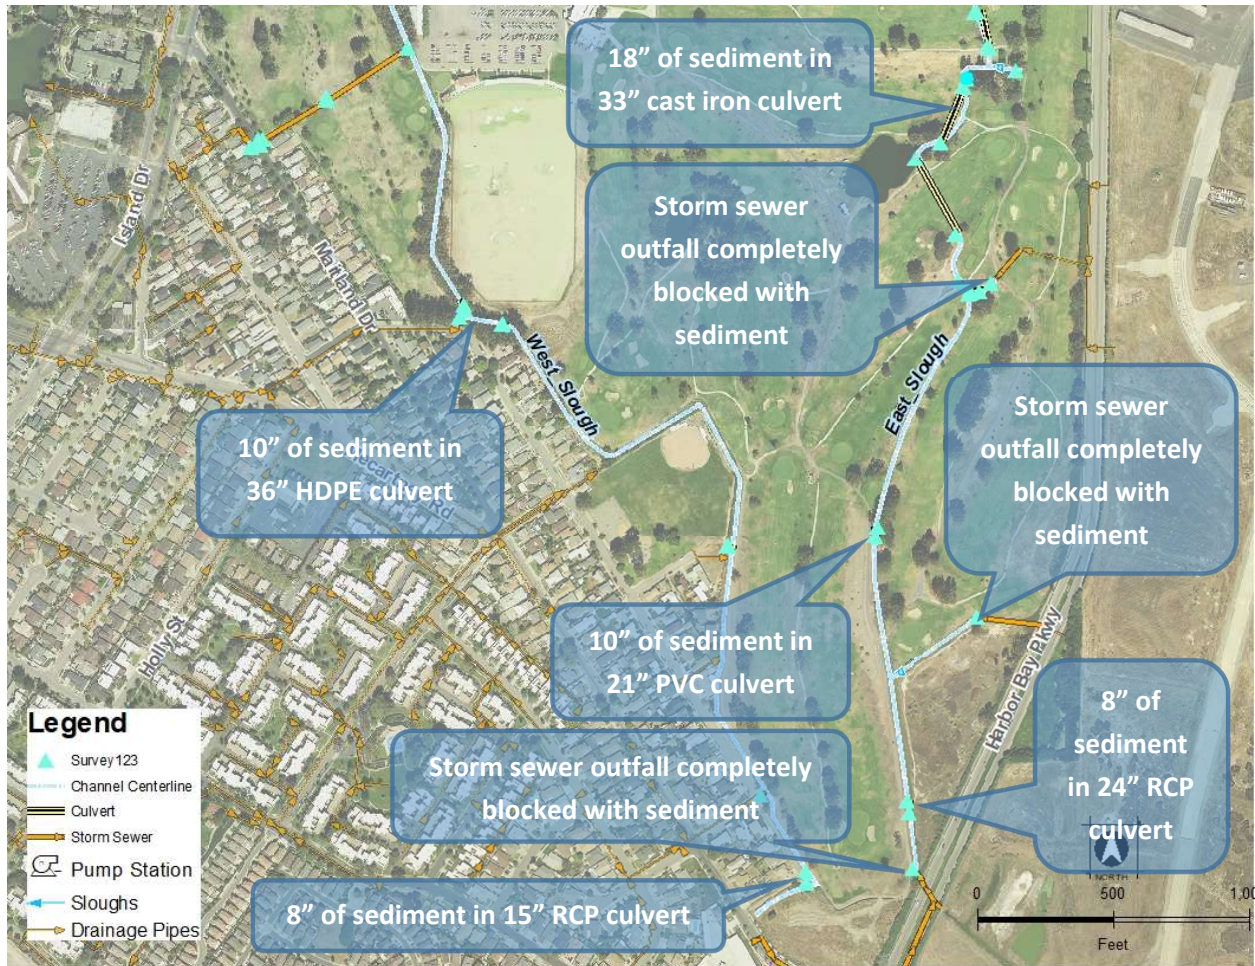 18” of sediment in
33” cast iron culvert
Island Dr
Storm sewer
outfall completely
blocked with
sediment
Maitland Dr
West_Slough
East_Slough
Storm sewer
outfall completely
blocked with
sediment
10” of sediment in
36” HDPE culvert
10” of sediment in
21” PVC culvert
Holly St
Harbor Bay Pkwy
8” of
sediment
in 24” RCP
culvert
Storm sewer outfall completely
blocked with sediment
8” of sediment in 15” RCP culvert
Legend
Survey123
Channel Centerline
Culvert
Storm Sewer
Pump Station
Sloughs
Drainage Pipes
NORTH
0 500 1,00
Feet